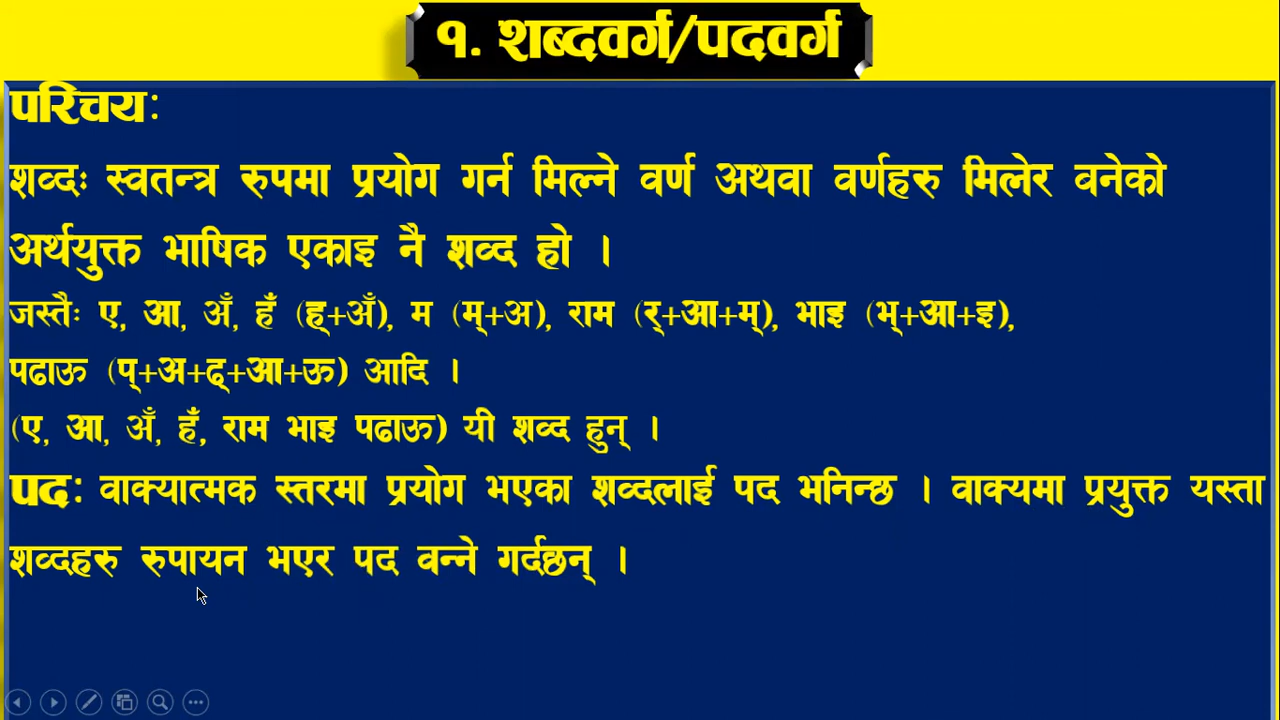 १. शब्दवर्ग/पदवर्ग
परिचय:
शव्दः स्वतन्त्र रुपमा प्रयोग गर्न मिल्ने वर्ण अथवा वर्णहरु मिलेर वनेको
अर्थयुक्त भाषिक एकाइ नै शव्द हो ।
जस्तैः ए, आ, अँ, हँ (ह्+अँ), म (म्+अ), राम (र्+आ+म्), भाइ (भ्+आ+इ),
पढाऊ (प्+अ+ढ्+आ+ऊ) आदि ।
(ए, आ, अँ, हँ, राम भाइ पढाऊ) यी शव्द हुन् ।
पद: वाक्यात्मक स्तरमा प्रयोग भएका शव्दलाई पद भनिन्छ । वाक्यमा प्रयुक्त यस्ता
शव्दहरु रुपायन भएर पद वन्ने गर्दछन् ।